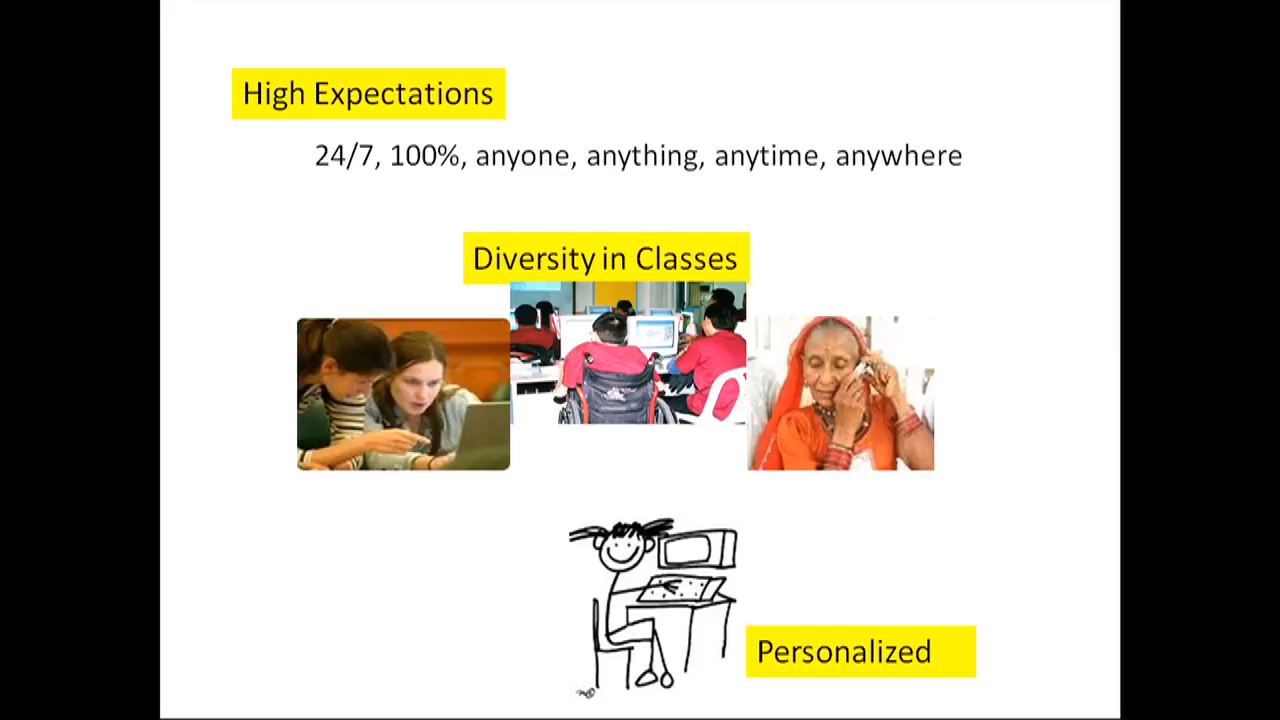 High Expectations
24/7, 100%, anyone, anything, anytime, anywhere
Diversity in Classes
Personalized